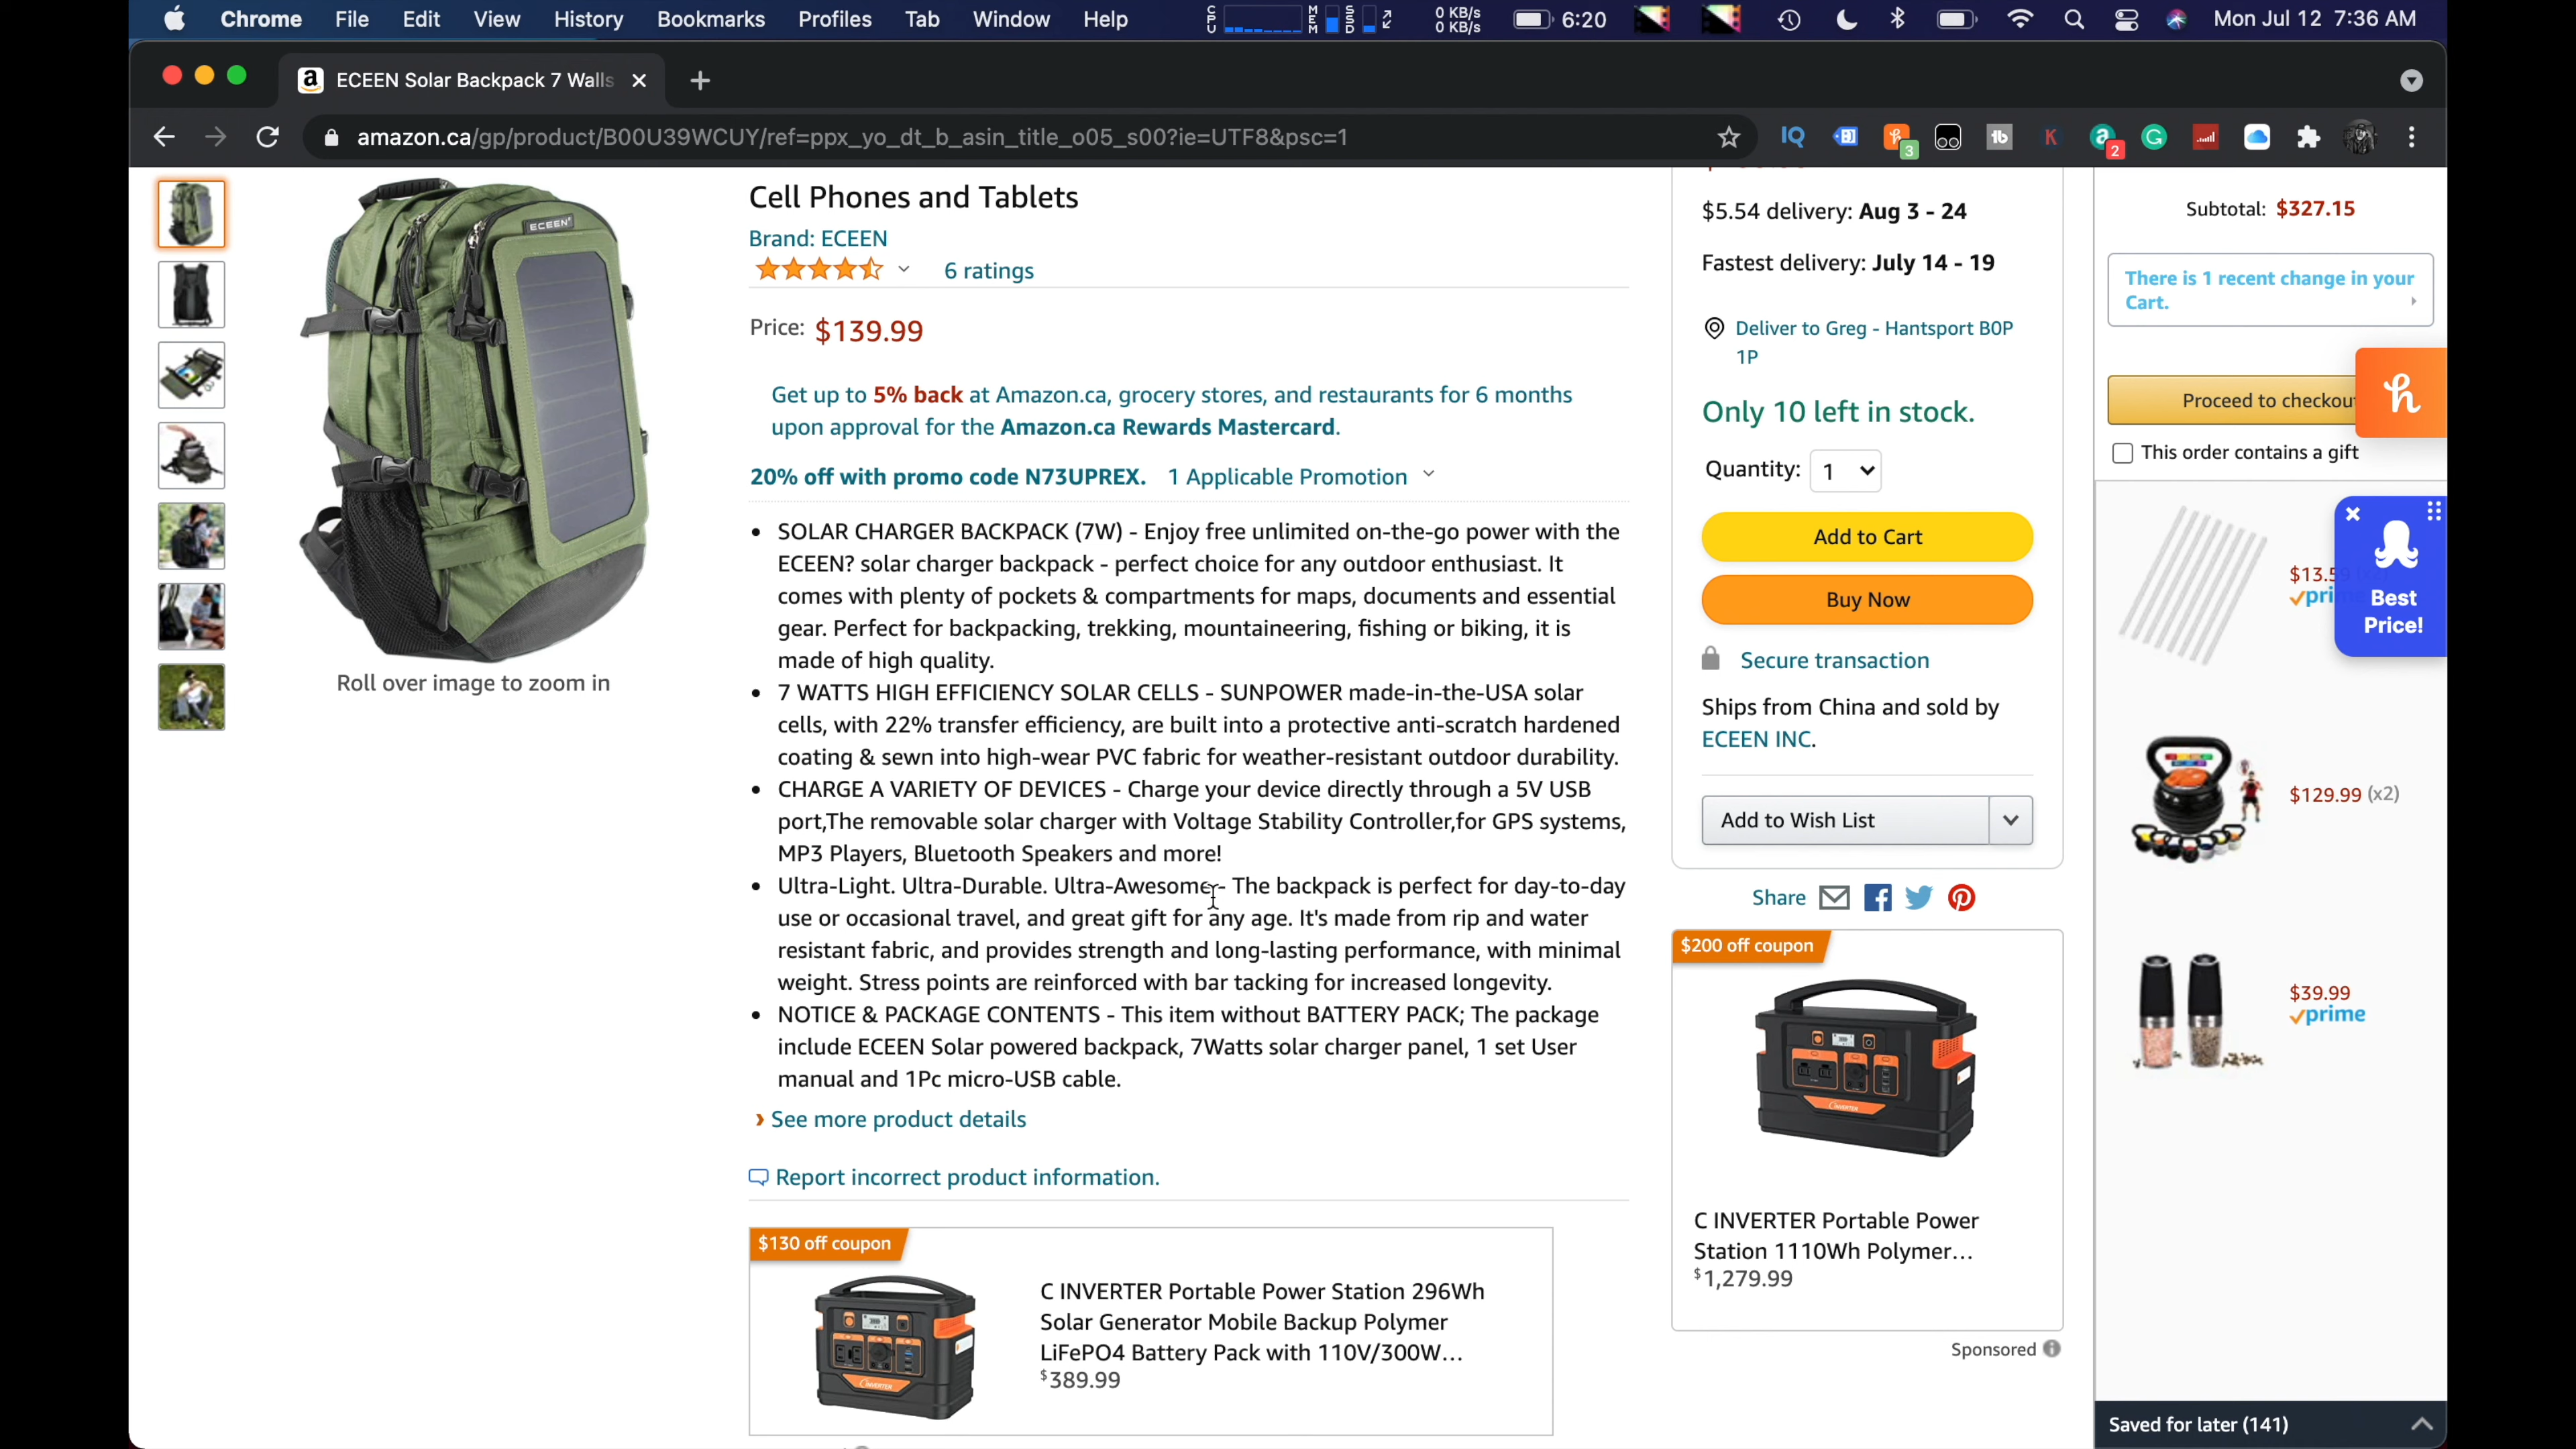 Chrome File Edit View History Bookmarks Profiles Tab Window Help
CPU MEM SSD 0 KB/s 0 KB/s 6:20 Mon Jul 12 7:36 AM
ECEEN Solar Backpack 7 Walls
amazon.ca/gp/product/B00U39WCUY/ref=ppx_yo_dt_b_asin_title_o05_s00?ie=UTF8&psc=1
IQ 3 tb K 2
ECEEN
Roll over image to zoom in
Cell Phones and Tablets
Brand: ECEEN
6 ratings
Price: $139.99
Get up to 5% back at Amazon.ca, grocery stores, and restaurants for 6 months
upon approval for the Amazon.ca Rewards Mastercard.
20% off with promo code N73UPREX. 1 Applicable Promotion
• SOLAR CHARGER BACKPACK (7W) - Enjoy free unlimited on-the-go power with the
ECEEN? solar charger backpack - perfect choice for any outdoor enthusiast. It
comes with plenty of pockets & compartments for maps, documents and essential
gear. Perfect for backpacking, trekking, mountaineering, fishing or biking, it is
made of high quality.
• 7 WATTS HIGH EFFICIENCY SOLAR CELLS - SUNPOWER made-in-the-USA solar
cells, with 22% transfer efficiency, are built into a protective anti-scratch hardened
coating & sewn into high-wear PVC fabric for weather-resistant outdoor durability.
• CHARGE A VARIETY OF DEVICES - Charge your device directly through a 5V USB
port,The removable solar charger with Voltage Stability Controller,for GPS systems,
MP3 Players, Bluetooth Speakers and more!
• Ultra-Light. Ultra-Durable. Ultra-Awesome - The backpack is perfect for day-to-day
use or occasional travel, and great gift for any age. It's made from rip and water
resistant fabric, and provides strength and long-lasting performance, with minimal
weight. Stress points are reinforced with bar tacking for increased longevity.
• NOTICE & PACKAGE CONTENTS - This item without BATTERY PACK; The package
include ECEEN Solar powered backpack, 7Watts solar charger panel, 1 set User
manual and 1Pc micro-USB cable.
› See more product details
Report incorrect product information.
$130 off coupon
C INVERTER Portable Power Station 296Wh
Solar Generator Mobile Backup Polymer
LiFePO4 Battery Pack with 110V/300W...
$389.99
$5.54 delivery: Aug 3 - 24
Fastest delivery: July 14 - 19
Deliver to Greg - Hantsport B0P
1P
Only 10 left in stock.
Quantity: 1
Add to Cart
Buy Now
Secure transaction
Ships from China and sold by
ECEEN INC.
Add to Wish List
Share
$200 off coupon
C INVERTER Portable Power
Station 1110Wh Polymer...
$1,279.99
Sponsored
Subtotal: $327.15
There is 1 recent change in your
Cart.
Proceed to checkout
This order contains a gift
Best
Price!
$129.99 (x2)
$39.99
prime
Saved for later (141)